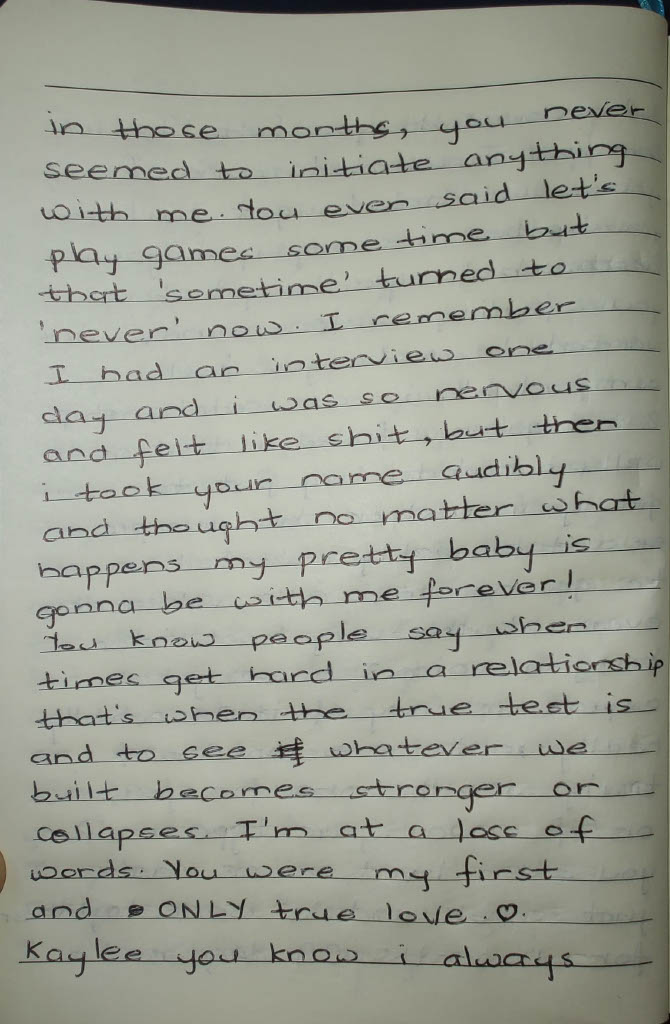 in those months, you never
seemed to initiate anything
with me. You even said let's
play games some time but
that 'sometime' turned to
'never' now. I remember
I had an interview one
day and i was so nervous
and felt like shit, but then
i took your name audibly
and thought no matter what
happens my pretty baby is
gonna be with me forever!
You know people say when
times get hard in a relationship
that's when the true test is
and to see whatever we
built becomes stronger or
collapses. I'm at a loss of
words. You were my first
and ONLY true love. ♡.
Kaylee you know i always